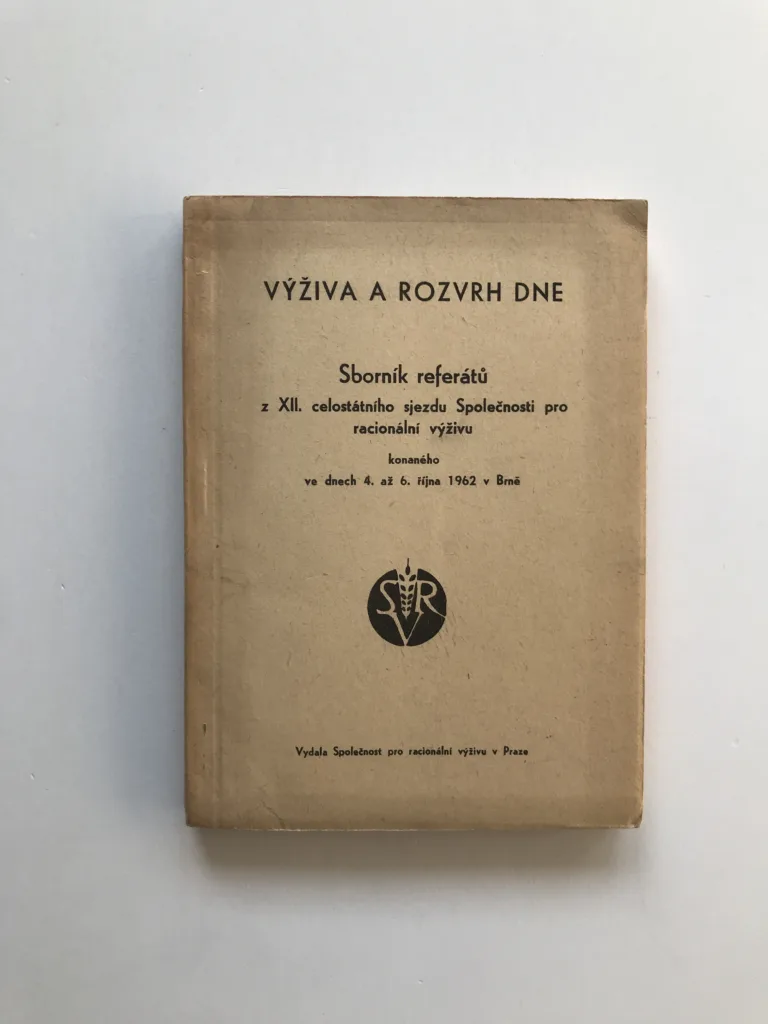 VÝŽIVA A ROZVRH DNE
Sborník referátů
z XII. celostátního sjezdu Společnosti pro
racionální výživu
konaného
ve dnech 4. až 6. října 1962 v Brně
SVR
Vydala Společnost pro racionální výživu v Praze